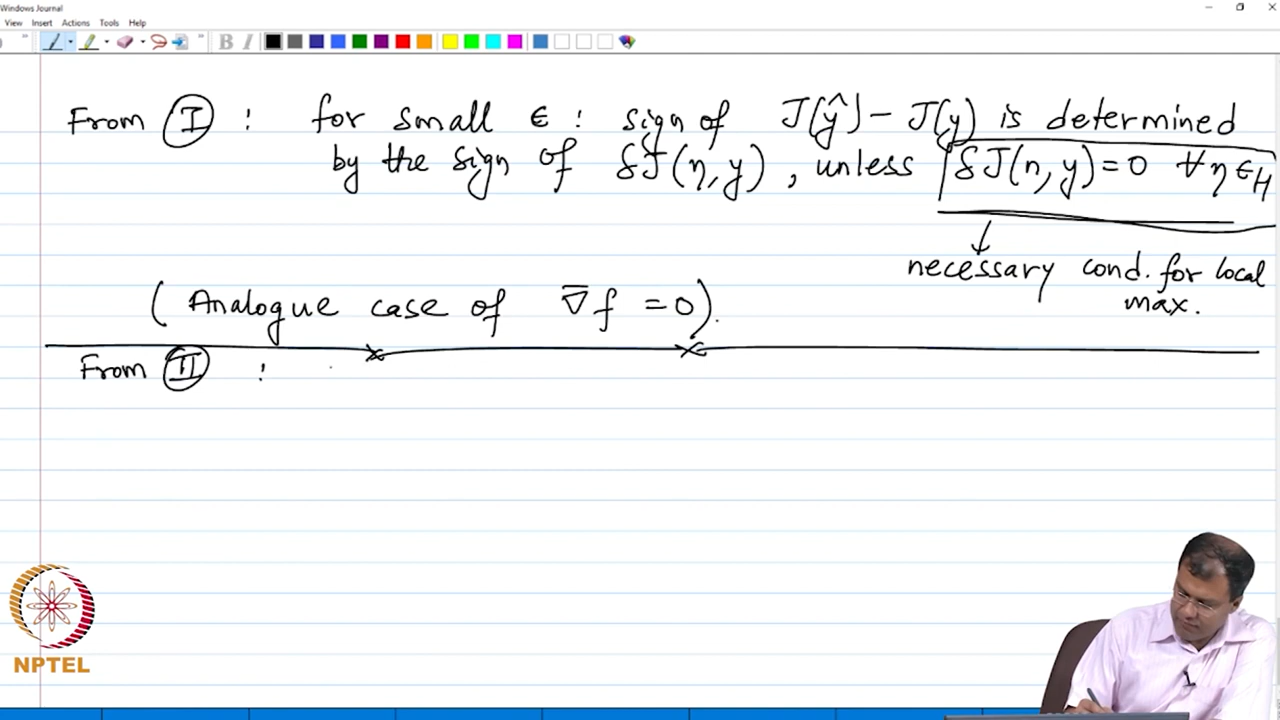 Windows Journal
View Insert Actions Tools Help
From Ⓘ : for small ϵ : sign of J(ŷ) − J(y) is determined
by the sign of δJ(η, y), unless δJ(η, y) = 0 ∀ η ϵ H
↓
necessary cond. for local
max.
(Analogue case of ∇̄f = 0).
From II :
NPTEL